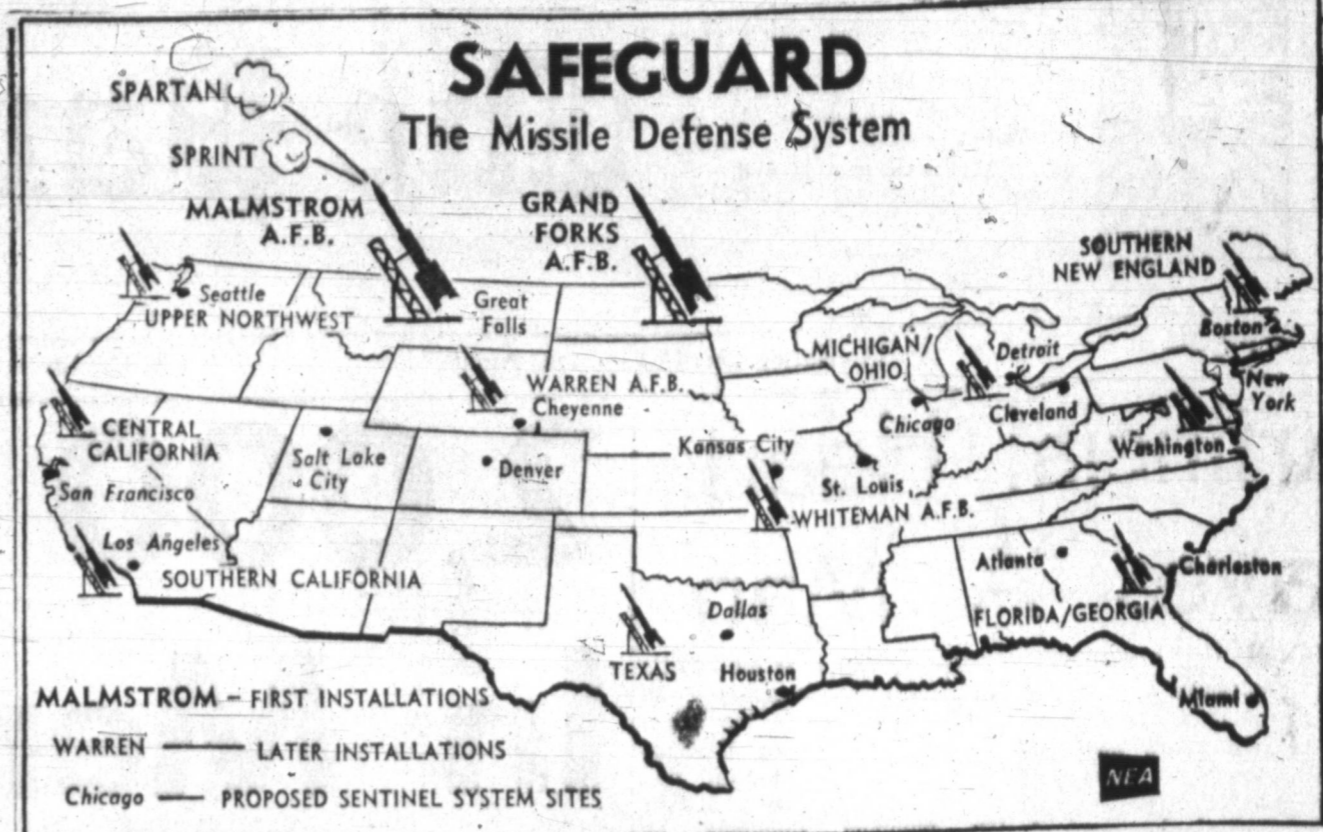 SAFEGUARD
The Missile Defense System
SPARTAN
SPRINT
MALMSTROM
A.F.B.
GRAND
FORKS
A.F.B.
SOUTHERN
NEW ENGLAND
Seattle
UPPER NORTHWEST
Great
Falls
Boston
MICHIGAN/
OHIO
Detroit
New
York
WARREN A.F.B.
Cheyenne
Chicago
Cleveland
CENTRAL
CALIFORNIA
Kansas City
Washington
Salt Lake
City
Denver
San Francisco
St. Louis
WHITEMAN A.F.B.
Los Angeles
SOUTHERN CALIFORNIA
Atlanta
Charleston
FLORIDA/GEORGIA
Dallas
TEXAS
Houston
Miami
MALMSTROM – FIRST INSTALLATIONS
WARREN — LATER INSTALLATIONS
Chicago — PROPOSED SENTINEL SYSTEM SITES
NEA